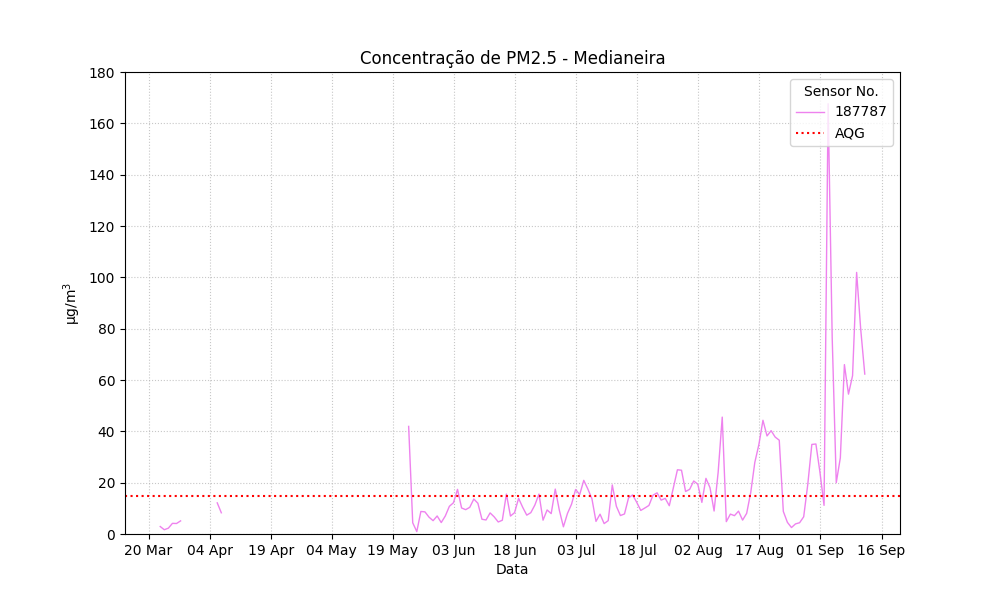 Concentração de PM2.5 - Medianeira
180
160
140
120
100
80
60
40
20
0
µg/m³
Sensor No.
187787
AQG
20 Mar 04 Apr 19 Apr 04 May 19 May 03 Jun 18 Jun 03 Jul 18 Jul 02 Aug 17 Aug 01 Sep 16 Sep
Data